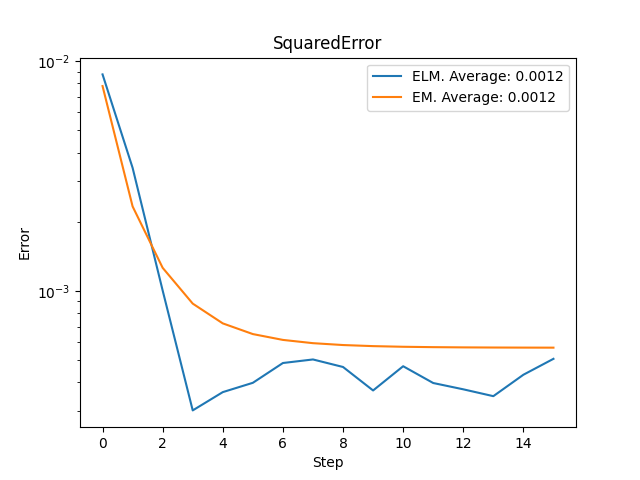 SquaredError
ELM. Average: 0.0012
EM. Average: 0.0012
Error
10⁻²
10⁻³
0 2 4 6 8 10 12 14
Step